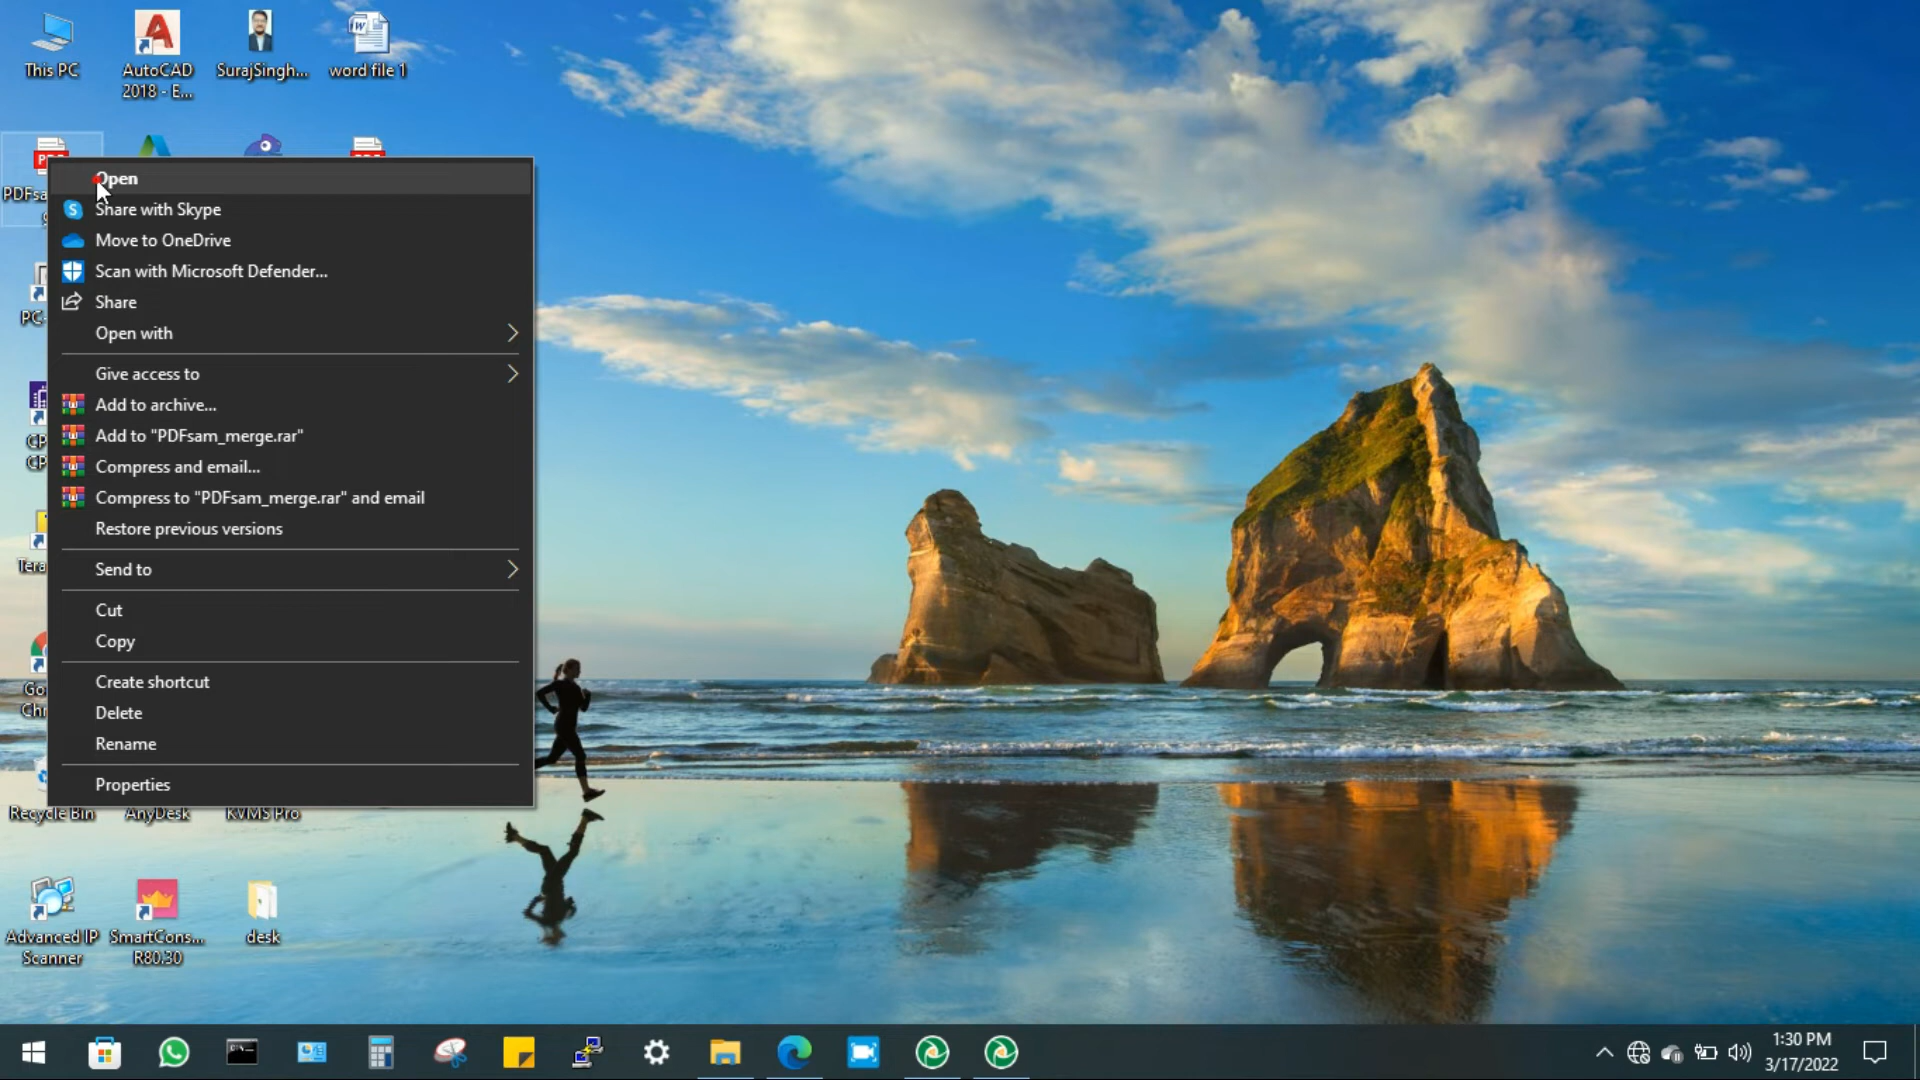 This PC
AutoCAD
2018 - E...
SurajSingh...
word file 1
PDFsa
Open
Share with Skype
Move to OneDrive
Scan with Microsoft Defender...
Share
Open with
Give access to
Add to archive...
Add to "PDFsam_merge.rar"
Compress and email...
Compress to "PDFsam_merge.rar" and email
Restore previous versions
Send to
Cut
Copy
Create shortcut
Delete
Rename
Properties
PC-
CP
CP
Tera
Go
Chr
Recycle Bin
AnyDesk
KVMS Pro
Advanced IP
Scanner
SmartCons...
R80.30
desk
1:30 PM
3/17/2022